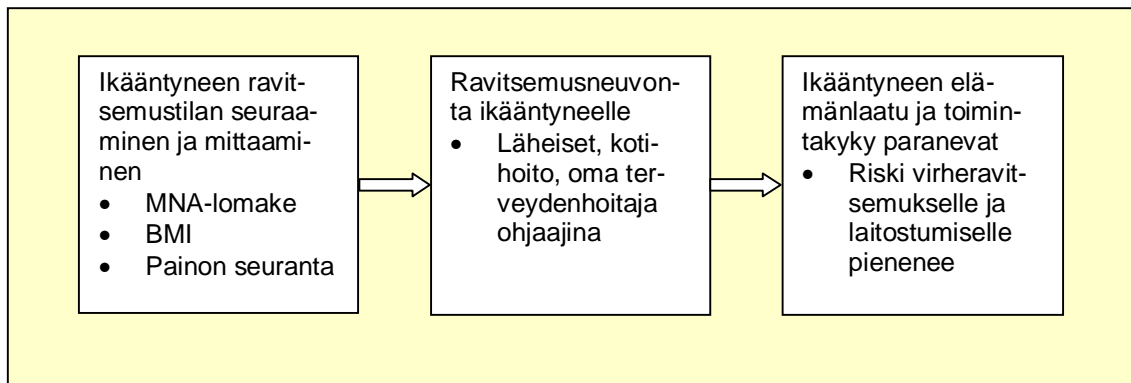 Ikääntyneen ravit-
semustilan seuraa-
minen ja mittaami-
nen
• MNA-lomake
• BMI
• Painon seuranta
Ravitsemusneuvon-
ta ikääntyneelle
• Läheiset, koti-
hoito, oma ter-
veydenhoitaja
ohjaajina
Ikääntyneen elä-
mänlaatu ja toimin-
takyky paranevat
• Riski virheravit-
semukselle ja
laitostumiselle
pienenee